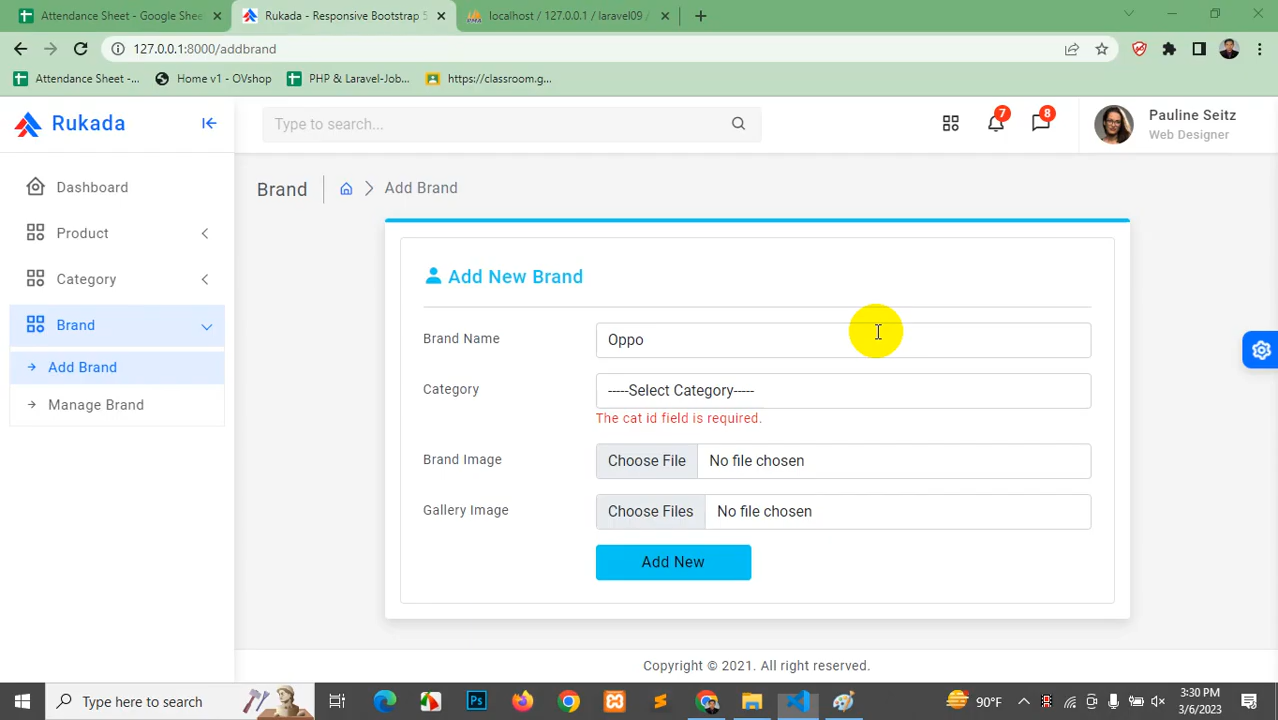 Attendance Sheet - Google Shee
Rukada - Responsive Bootstrap 5
localhost / 127.0.0.1 / laravel09 /
127.0.0.1:8000/addbrand
Attendance Sheet -...
Home v1 - OVshop
PHP & Laravel-Job...
https://classroom.g...
Rukada
Type to search...
7
8
Pauline Seitz
Web Designer
Dashboard
Product
Category
Brand
Add Brand
Manage Brand
Brand
Add Brand
Add New Brand
Brand Name
Oppo
Category
-----Select Category-----
The cat id field is required.
Brand Image
Choose File
No file chosen
Gallery Image
Choose Files
No file chosen
Add New
Copyright © 2021. All right reserved.
Type here to search
Ps
90°F
3:30 PM
3/6/2023